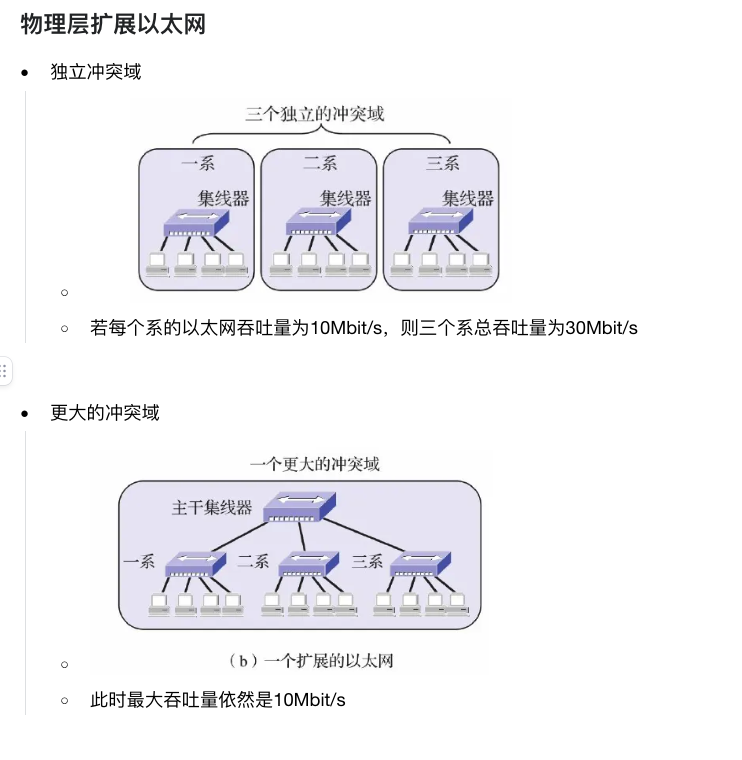 物理层扩展以太网
独立冲突域
三个独立的冲突域
一系 二系 三系
集线器 集线器 集线器
若每个系的以太网吞吐量为10Mbit/s，则三个系总吞吐量为30Mbit/s
更大的冲突域
一个更大的冲突域
主干集线器
一系 二系 三系
（b）一个扩展的以太网
此时最大吞吐量依然是10Mbit/s